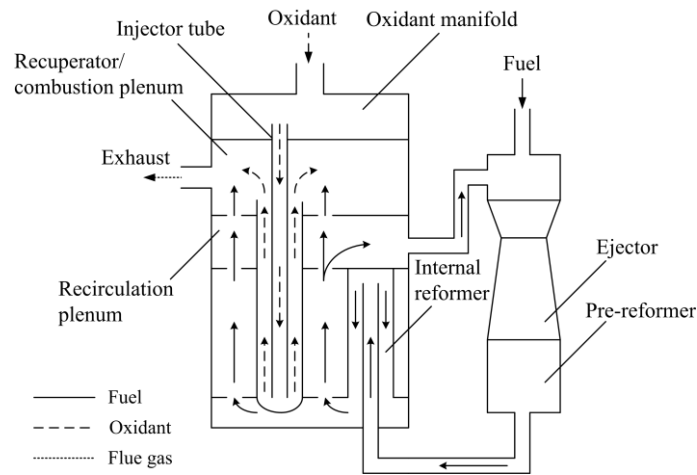 Injector tube
Oxidant
Oxidant manifold
Recuperator/
combustion plenum
Fuel
Exhaust
Recirculation
plenum
Internal
reformer
Ejector
Pre-reformer
Fuel
Oxidant
Flue gas